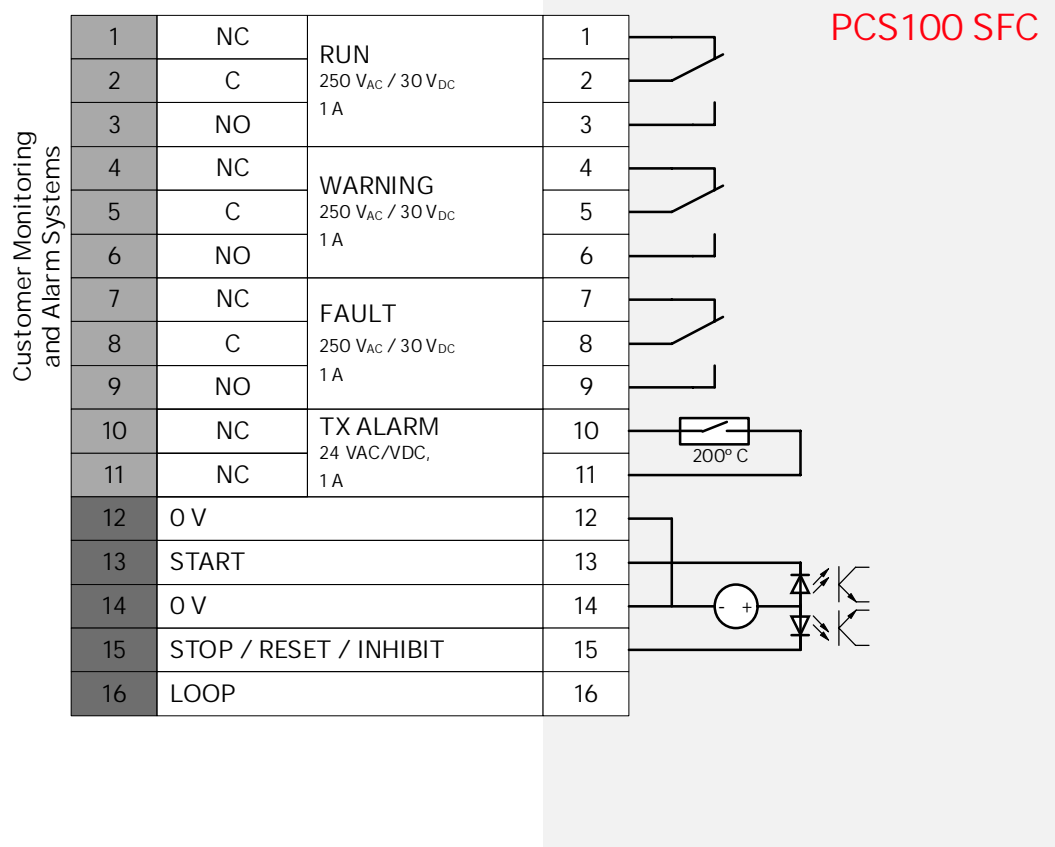 PCS100 SFC
Customer Monitoring
and Alarm Systems
1 NC RUN 1
250 VAC / 30 VDC
2 C 2
1 A
3 NO 3
4 NC WARNING 4
5 C 250 VAC / 30 VDC 5
1 A
6 NO 6
7 NC FAULT 7
8 C 250 VAC / 30 VDC 8
1 A
9 NO 9
10 NC TX ALARM 10
24 VAC/VDC,
200° C
11 NC 1 A 11
12 0 V 12
13 START 13
14 0 V 14 - +
15 STOP / RESET / INHIBIT 15
16 LOOP 16